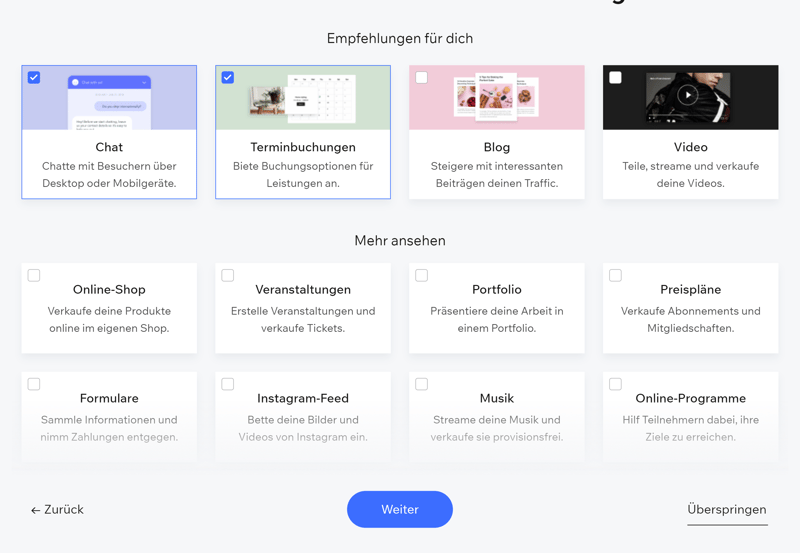 Empfehlungen für dich
Chat
Chatte mit Besuchern über
Desktop oder Mobilgeräte.
Terminbuchungen
Biete Buchungsoptionen für
Leistungen an.
Blog
Steigere mit interessanten
Beiträgen deinen Traffic.
Video
Teile, streame und verkaufe
deine Videos.
Mehr ansehen
Online-Shop
Verkaufe deine Produkte
online im eigenen Shop.
Veranstaltungen
Erstelle Veranstaltungen und
verkaufe Tickets.
Portfolio
Präsentiere deine Arbeit in
einem Portfolio.
Preispläne
Verkaufe Abonnements und
Mitgliedschaften.
Formulare
Sammle Informationen und
nimm Zahlungen entgegen.
Instagram-Feed
Bette deine Bilder und
Videos von Instagram ein.
Musik
Streame deine Musik und
verkaufe sie provisionsfrei.
Online-Programme
Hilf Teilnehmern dabei, ihre
Ziele zu erreichen.
← Zurück
Weiter
Überspringen